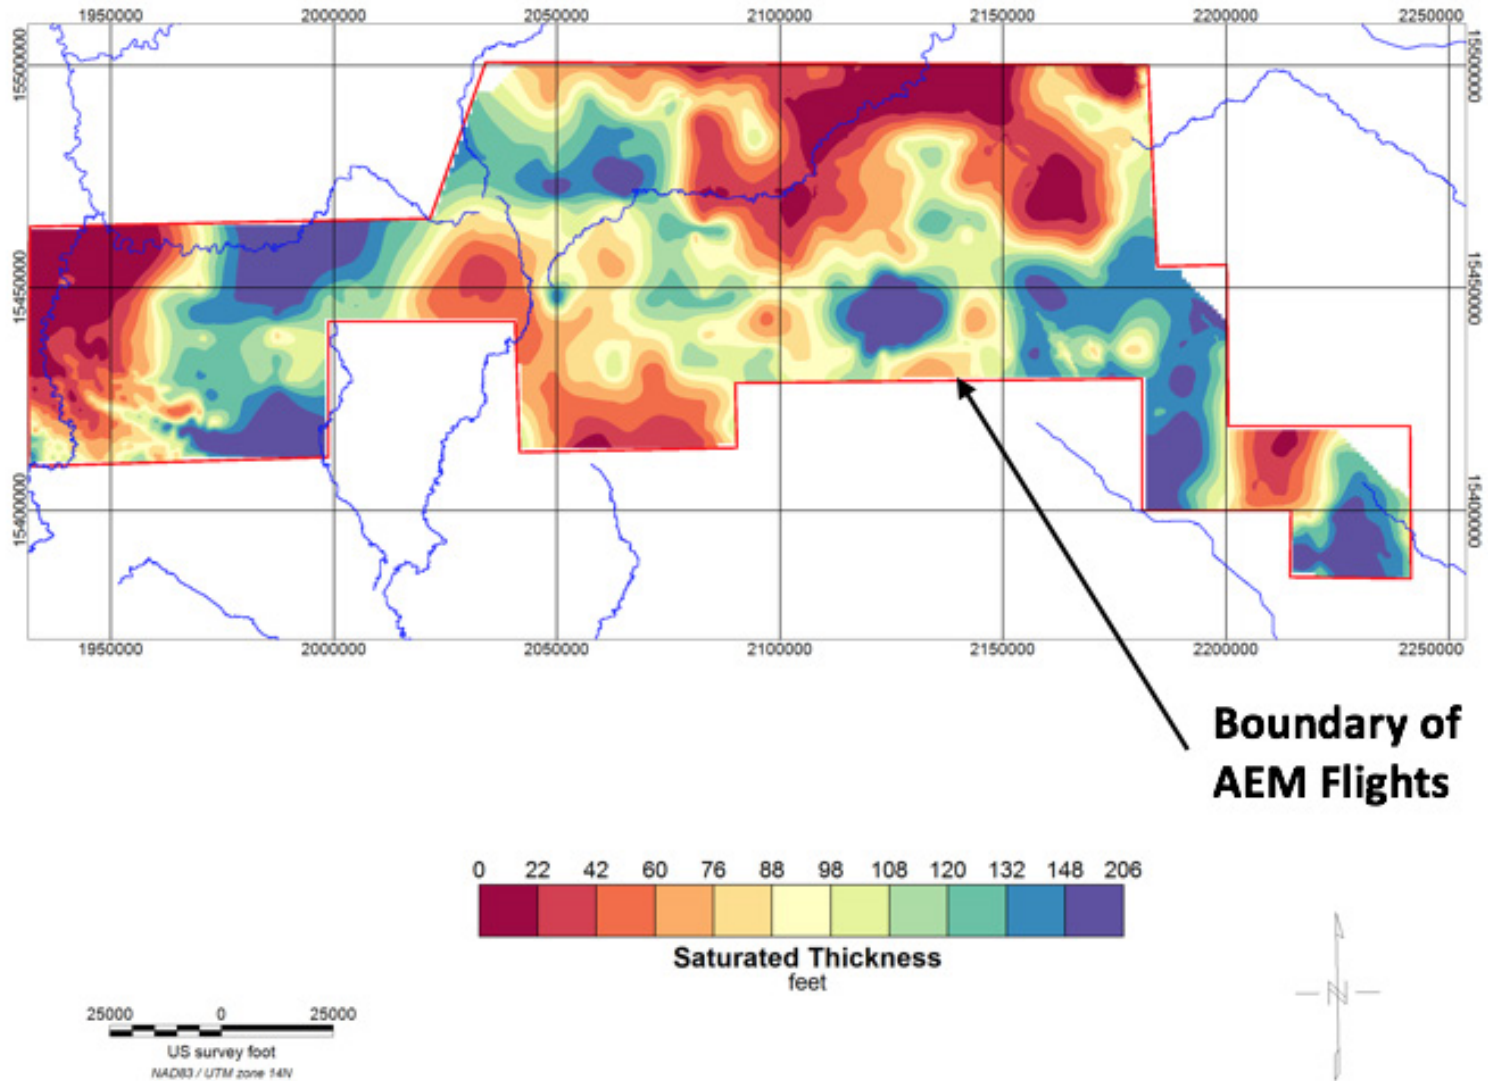 1950000 2000000 2050000 2100000 2150000 2200000 2250000
15500000 15500000
15450000 15450000
15400000 15400000
1950000 2000000 2050000 2100000 2150000 2200000 2250000
Boundary of
AEM Flights
0 22 42 60 76 88 98 108 120 132 148 206
Saturated Thickness
feet
25000 0 25000
US survey foot
NAD83 / UTM zone 14N
N